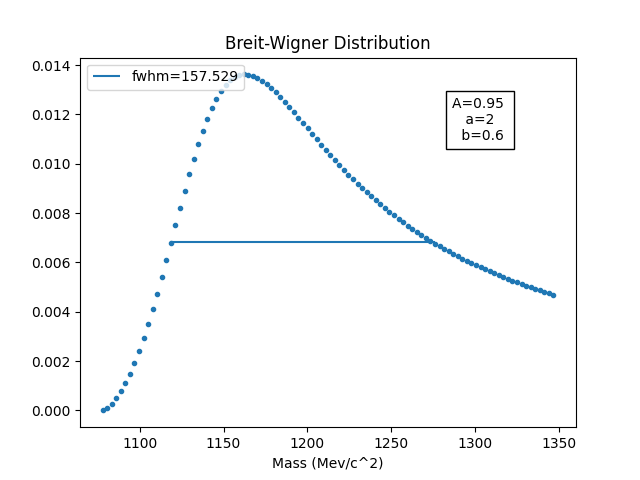 Breit-Wigner Distribution
0.014
0.012
0.010
0.008
0.006
0.004
0.002
0.000
fwhm=157.529
A=0.95
a=2
b=0.6
1100 1150 1200 1250 1300 1350
Mass (Mev/c^2)